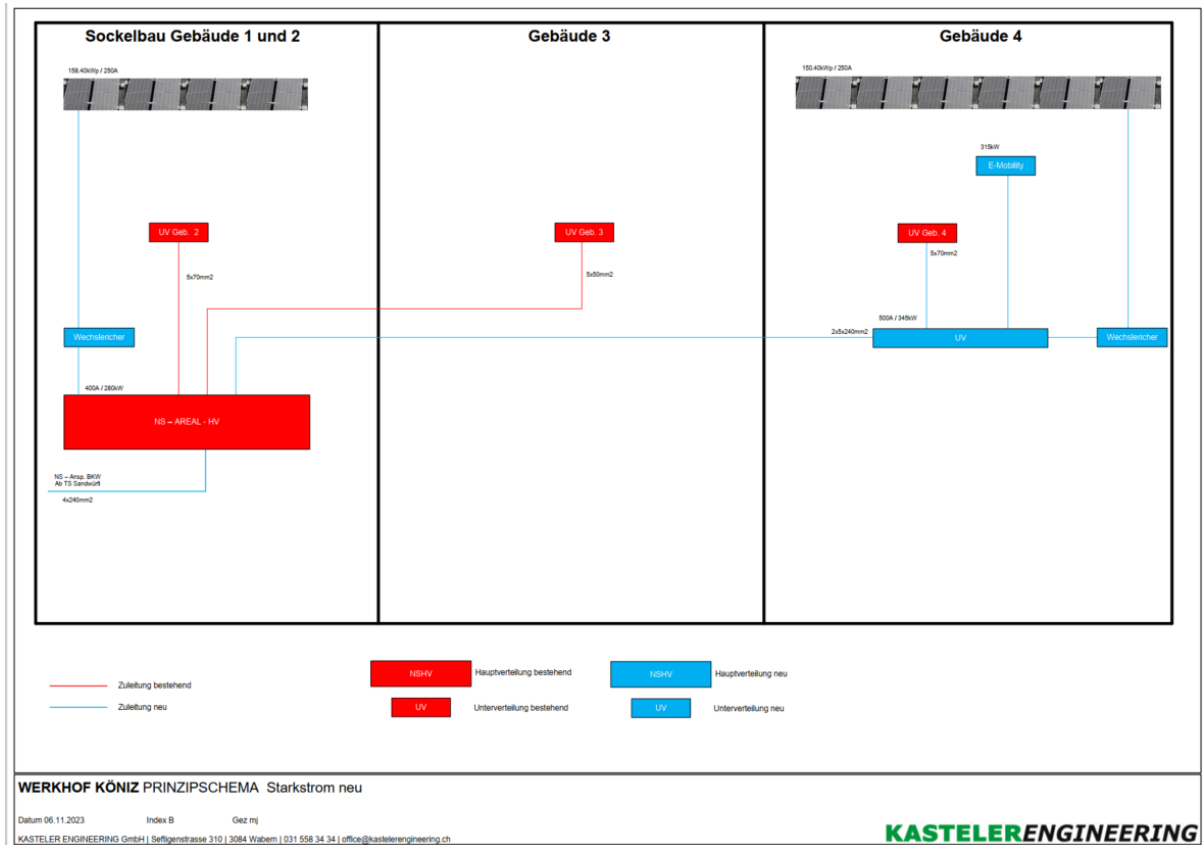 Sockelbau Gebäude 1 und 2
Gebäude 3
Gebäude 4
158.40kWp / 250A
150.40kWp / 250A
315kW
E-Mobility
UV Geb. 2
UV Geb. 3
UV Geb. 4
5x70mm2
5x50mm2
5x70mm2
500A / 345kW
2x5x240mm2
Wechslericher
UV
Wechslericher
400A / 280kW
NS – AREAL - HV
NS – Ansp. BKW
Ab TS Sandwürfi
4x240mm2
Zuleitung bestehend
Zuleitung neu
NSHV
Hauptverteilung bestehend
NSHV
Hauptverteilung neu
UV
Unterverteilung bestehend
UV
Unterverteilung neu
WERKHOF KÖNIZ PRINZIPSCHEMA Starkstrom neu
Datum 06.11.2023 Index B Gez mj
KASTELER ENGINEERING GmbH | Seftigenstrasse 310 | 3084 Wabern | 031 558 34 34 | office@kastelerengineering.ch
KASTELERENGINEERING